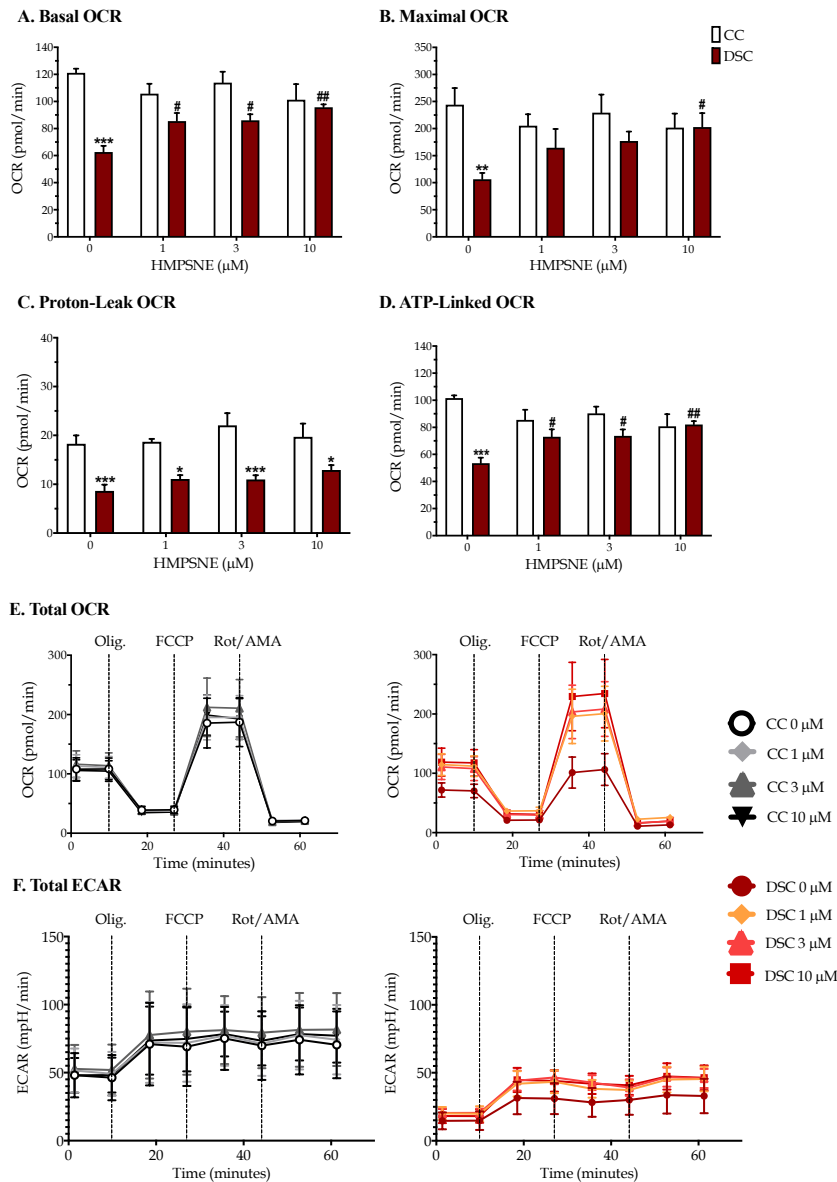 A. Basal OCR
140
120
100
80
60
40
20
0
OCR (pmol/min)
***
#
#
##
0
1
3
10
HMPSNE (μM)
B. Maximal OCR
CC
DSC
350
300
250
200
150
100
50
0
OCR (pmol/min)
**
#
0
1
3
10
HMPSNE (μM)
C. Proton-Leak OCR
40
30
20
10
0
OCR (pmol/min)
***
*
***
*
0
1
3
10
HMPSNE (μM)
D. ATP-Linked OCR
140
120
100
80
60
40
20
0
OCR (pmol/min)
***
#
#
##
0
1
3
10
HMPSNE (μM)
E. Total OCR
Olig.
FCCP
Rot/AMA
300
200
100
0
OCR (pmol/min)
0
20
40
60
Time (minutes)
Olig.
FCCP
Rot/AMA
300
200
100
0
OCR (pmol/min)
0
20
40
60
Time (minutes)
CC 0 μM
CC 1 μM
CC 3 μM
CC 10 μM
F. Total ECAR
Olig.
FCCP
Rot/AMA
150
100
50
0
ECAR (mpH/min)
0
20
40
60
Time (minutes)
Olig.
FCCP
Rot/AMA
150
100
50
0
ECAR (mpH/min)
0
20
40
60
Time (minutes)
DSC 0 μM
DSC 1 μM
DSC 3 μM
DSC 10 μM